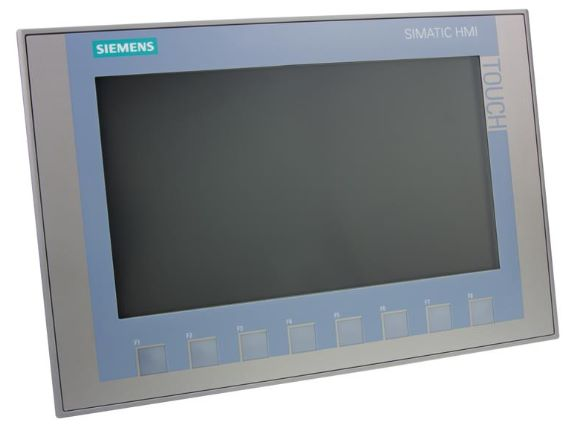 SIEMENS
SIMATIC HMI
TOUCH
F1 F2 F3 F4 F5 F6 F7 F8